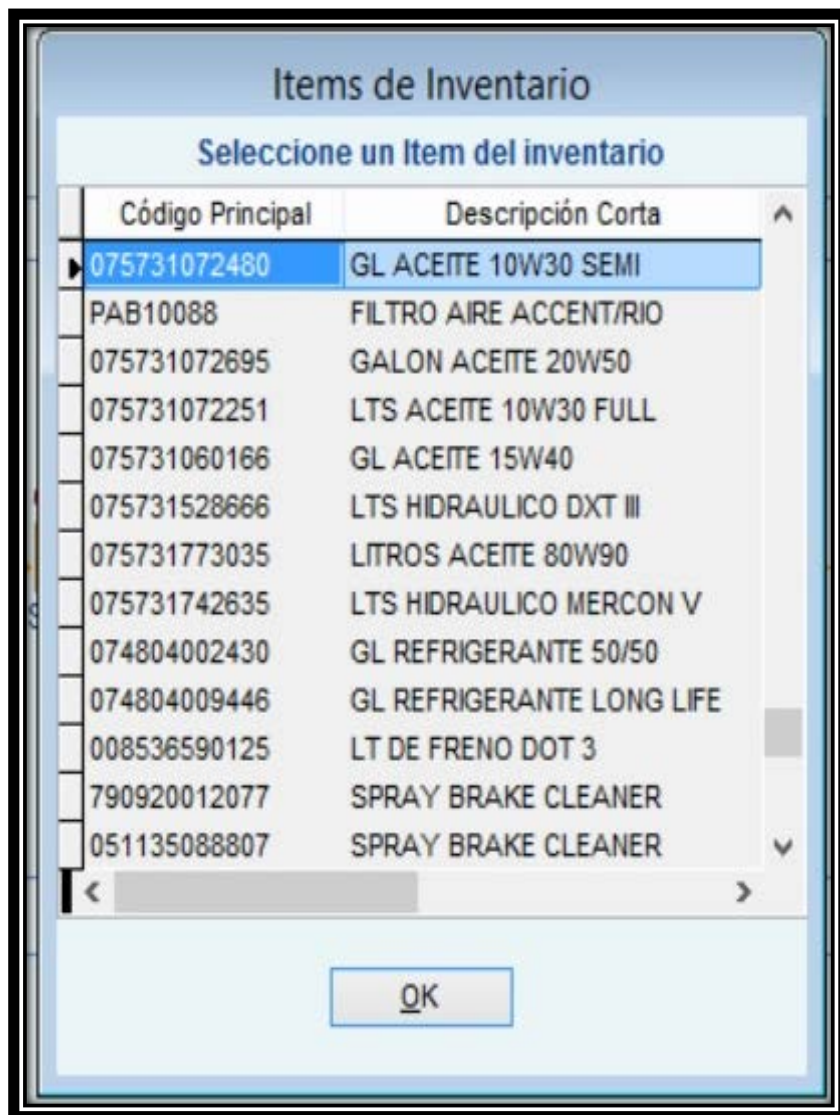 Items de Inventario
Seleccione un Item del inventario
Código Principal Descripción Corta
075731072480 GL ACEITE 10W30 SEMI
PAB10088 FILTRO AIRE ACCENT/RIO
075731072695 GALON ACEITE 20W50
075731072251 LTS ACEITE 10W30 FULL
075731060166 GL ACEITE 15W40
075731528666 LTS HIDRAULICO DXT III
075731773035 LITROS ACEITE 80W90
075731742635 LTS HIDRAULICO MERCON V
074804002430 GL REFRIGERANTE 50/50
074804009446 GL REFRIGERANTE LONG LIFE
008536590125 LT DE FRENO DOT 3
790920012077 SPRAY BRAKE CLEANER
051135088807 SPRAY BRAKE CLEANER
OK